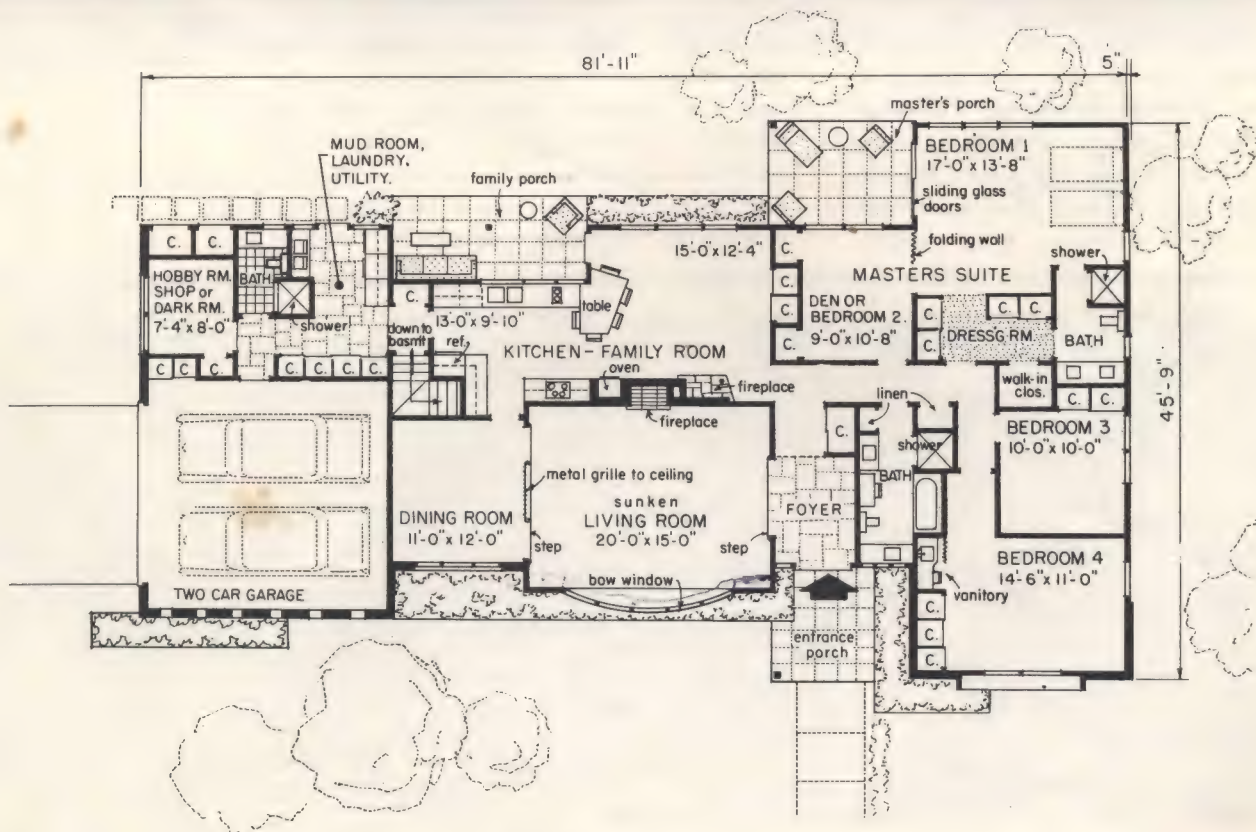 81'-11"
5"
master's porch
BEDROOM 1
17'-0" x 13'-8"
MUD ROOM,
LAUNDRY,
UTILITY.
family porch
sliding glass
doors
C.
C.
15'-0" x 12'-4"
C.
folding wall
shower
HOBBY RM.
SHOP or
DARK RM.
7'-4" x 8'-0"
BATH
shower
C.
13'-0" x 9'-10"
table
MASTERS SUITE
C.
C.
DEN OR
BEDROOM 2.
9'-0" x 10'-8"
C.
C.
C.
C.
C.
DRESS'G RM.
BATH
down to
basm't
ref.
KITCHEN-FAMILY ROOM
oven
fireplace
fireplace
C.
C.
C.
C.
C.
C.
C.
walk-in
clos.
linen
C.
C.
45'-9"
BEDROOM 3
10'-0" x 10'-0"
C.
shower
BATH
metal grille to ceiling
sunken
LIVING ROOM
20'-0" x 15'-0"
FOYER
DINING ROOM
11'-0" x 12'-0"
step
step
bow window
BEDROOM 4
14'-6" x 11'-0"
vanitory
TWO CAR GARAGE
C.
C.
C.
entrance
porch